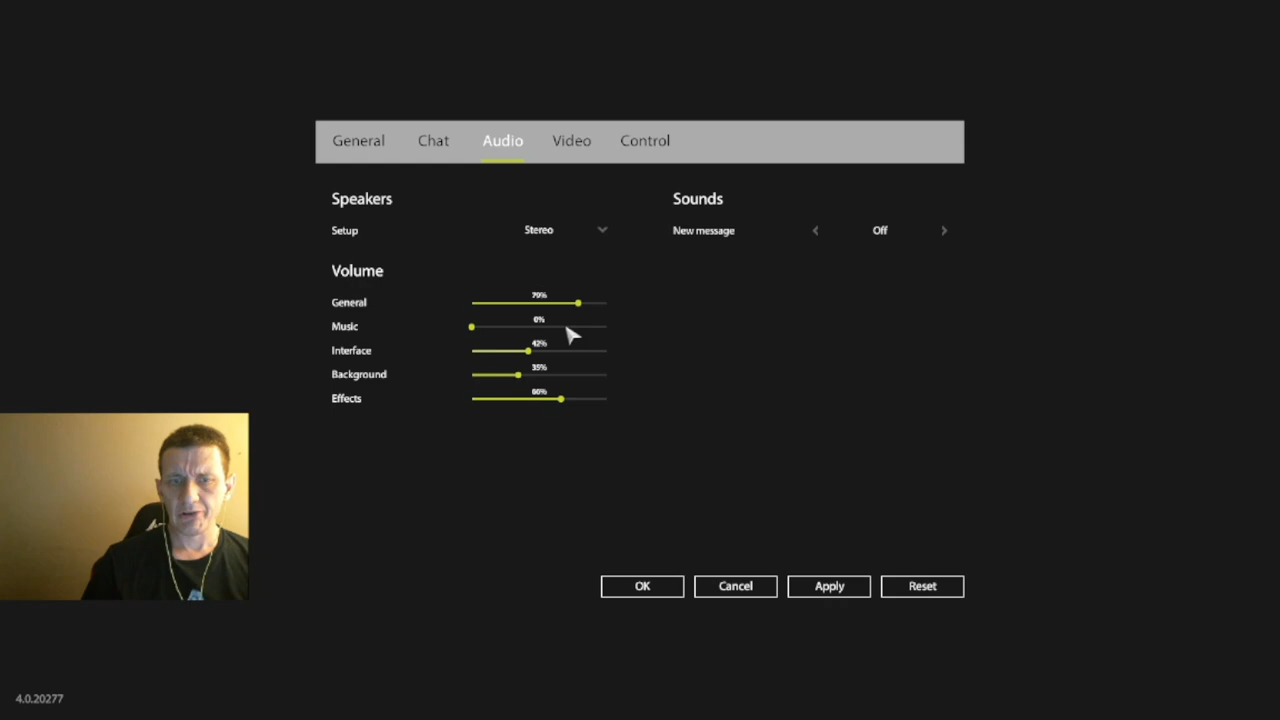 General Chat Audio Video Control
Speakers
Setup Stereo
Volume
General 79%
Music 0%
Interface 42%
Background 35%
Effects 66%
Sounds
New message Off
OK Cancel Apply Reset
4.0.20277